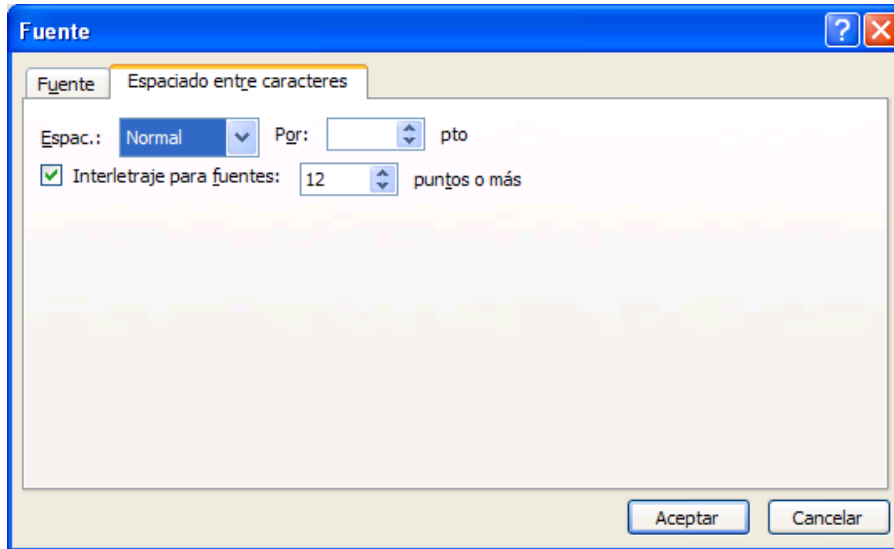 Fuente
Fuente Espaciado entre caracteres
Espac.: Normal Por: pto
Interletraje para fuentes: 12 puntos o más
Aceptar Cancelar